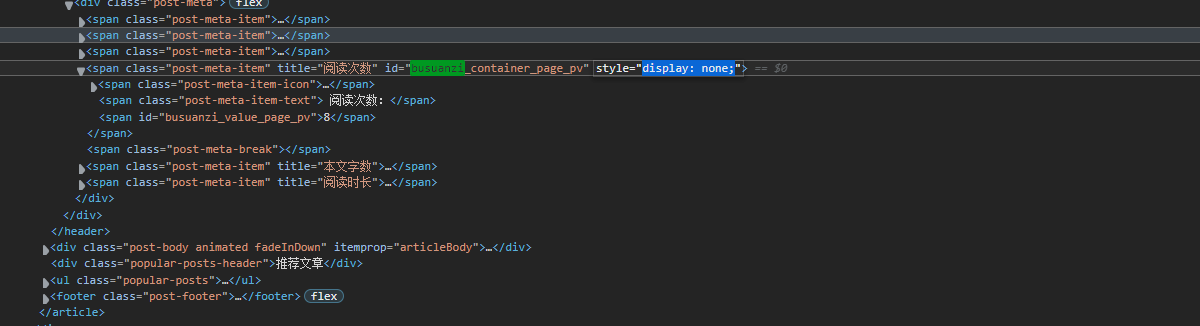 <div class="post-meta"> flex
<span class="post-meta-item">…</span>
<span class="post-meta-item">…</span>
<span class="post-meta-item">…</span>
<span class="post-meta-item" title="阅读次数" id="busuanzi_container_page_pv" style="display: none;"> == $0
<span class="post-meta-item-icon">…</span>
<span class="post-meta-item-text"> 阅读次数: </span>
<span id="busuanzi_value_page_pv">8</span>
</span>
<span class="post-meta-break"></span>
<span class="post-meta-item" title="本文字数">…</span>
<span class="post-meta-item" title="阅读时长">…</span>
</div>
</div>
</header>
<div class="post-body animated fadeInDown" itemprop="articleBody">…</div>
<div class="popular-posts-header">推荐文章</div>
<ul class="popular-posts">…</ul>
<footer class="post-footer">…</footer> flex
</article>